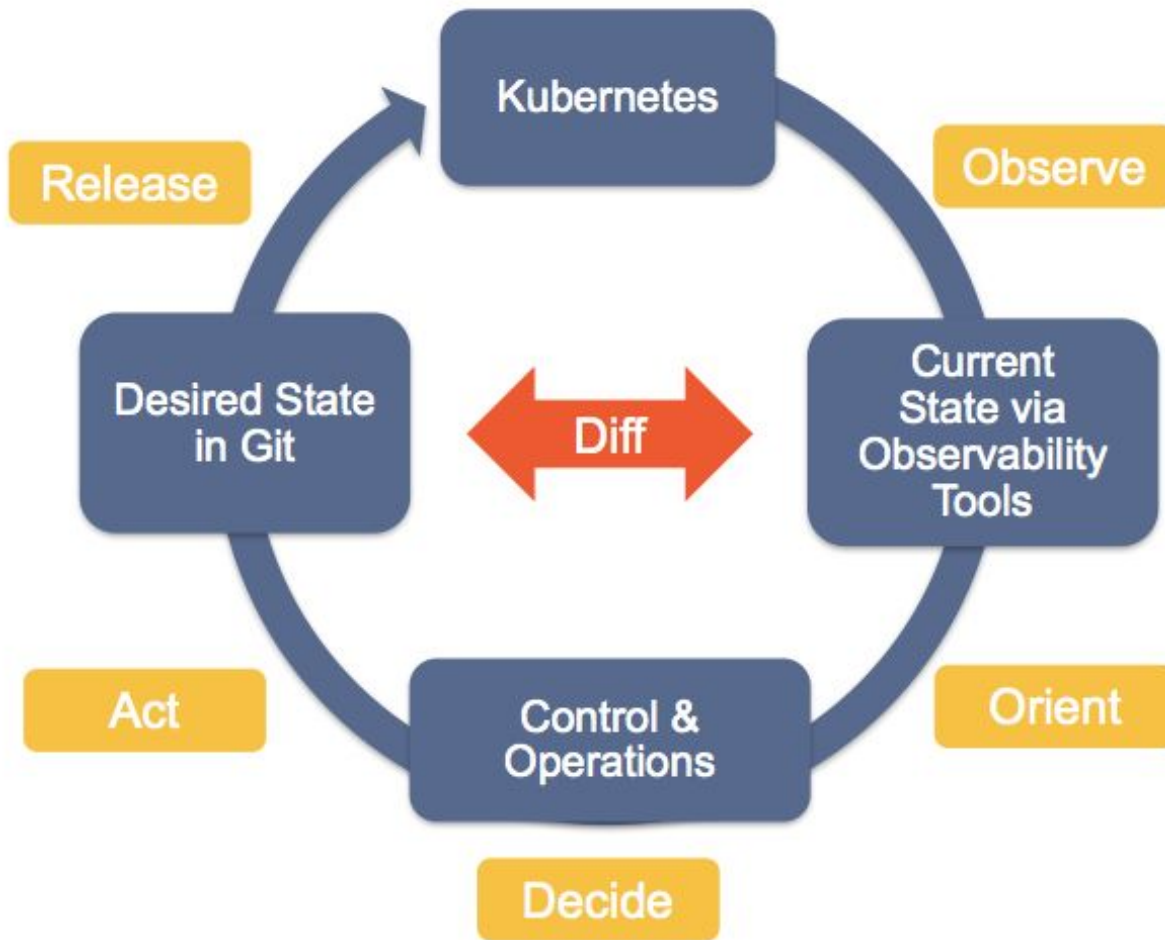 Kubernetes
Release
Observe
Desired State
in Git
Diff
Current
State via
Observability
Tools
Act
Control &
Operations
Orient
Decide